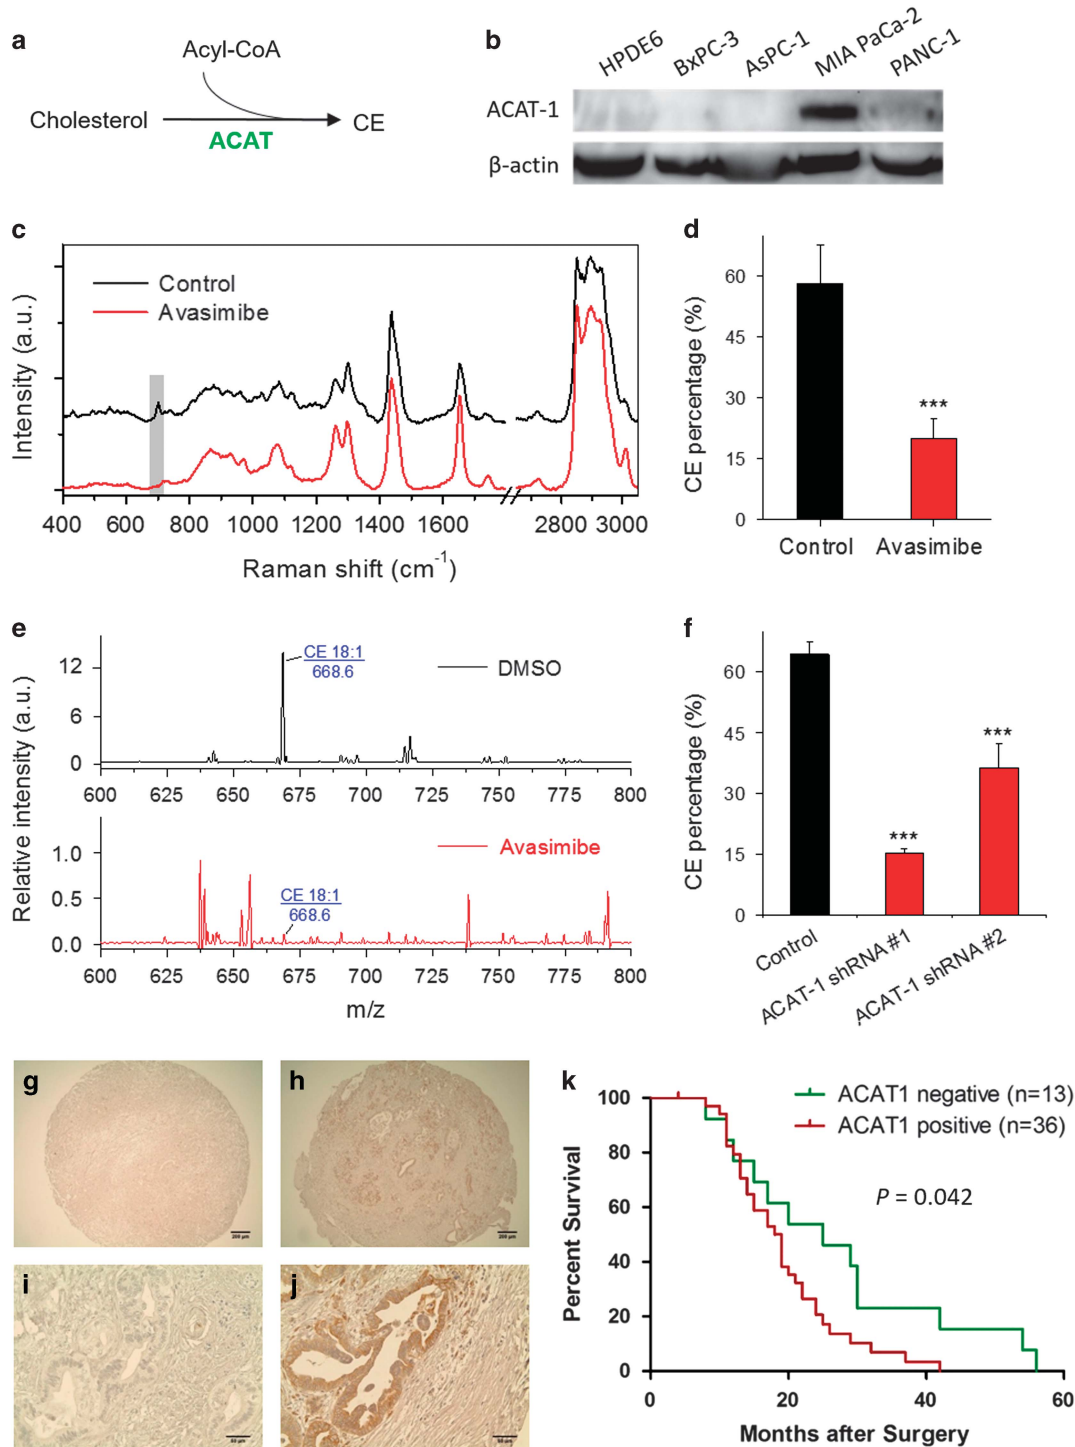 a
Acyl-CoA
Cholesterol
CE
ACAT
b
HPDE6
BxPC-3
AsPC-1
MIA PaCa-2
PANC-1
ACAT-1
β-actin
c
Control
Avasimibe
Intensity (a.u.)
400 600 800 1000 1200 1400 1600 2800 3000
Raman shift (cm-1)
d
CE percentage (%)
60
45
30
15
0
***
Control Avasimibe
e
Relative intensity (a.u.)
12
6
0
CE 18:1
668.6
DMSO
600 625 650 675 700 725 750 775 800
1.0
0.5
0.0
CE 18:1
668.6
Avasimibe
600 625 650 675 700 725 750 775 800
m/z
f
CE percentage (%)
60
45
30
15
0
***
***
Control
ACAT-1 shRNA #1
ACAT-1 shRNA #2
g
200 µm
h
200 µm
i
j
k
Percent Survival
100
80
60
40
20
0
ACAT1 negative (n=13)
ACAT1 positive (n=36)
P = 0.042
0 20 40 60
Months after Surgery